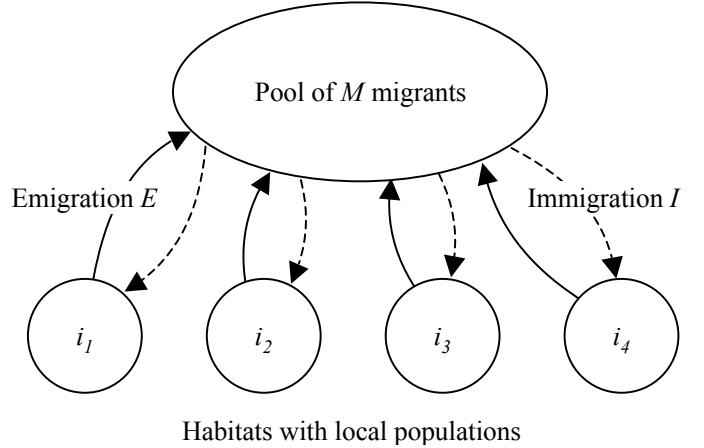 Pool of M migrants
Emigration E
Immigration I
i1
i2
i3
i4
Habitats with local populations